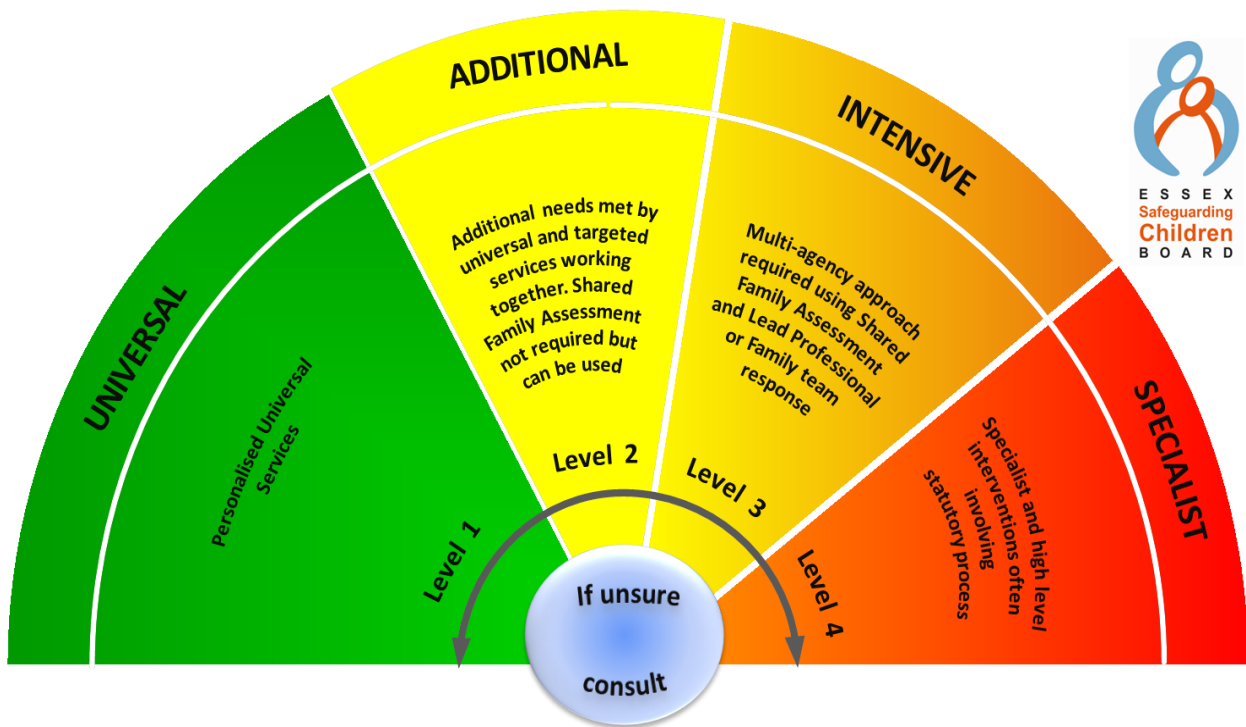 UNIVERSAL
Personalised Universal
Services
Level 1
ADDITIONAL
Additional needs met by
universal and targeted
services working
together. Shared
Family Assessment
not required but
can be used
Level 2
INTENSIVE
Multi-agency approach
required using Shared
Family Assessment
and Lead Professional
or Family team
response
Level 3
SPECIALIST
Specialist and high level
interventions often
involving
statutory process
Level 4
If unsure
consult
ESSEX
Safeguarding
Children
BOARD